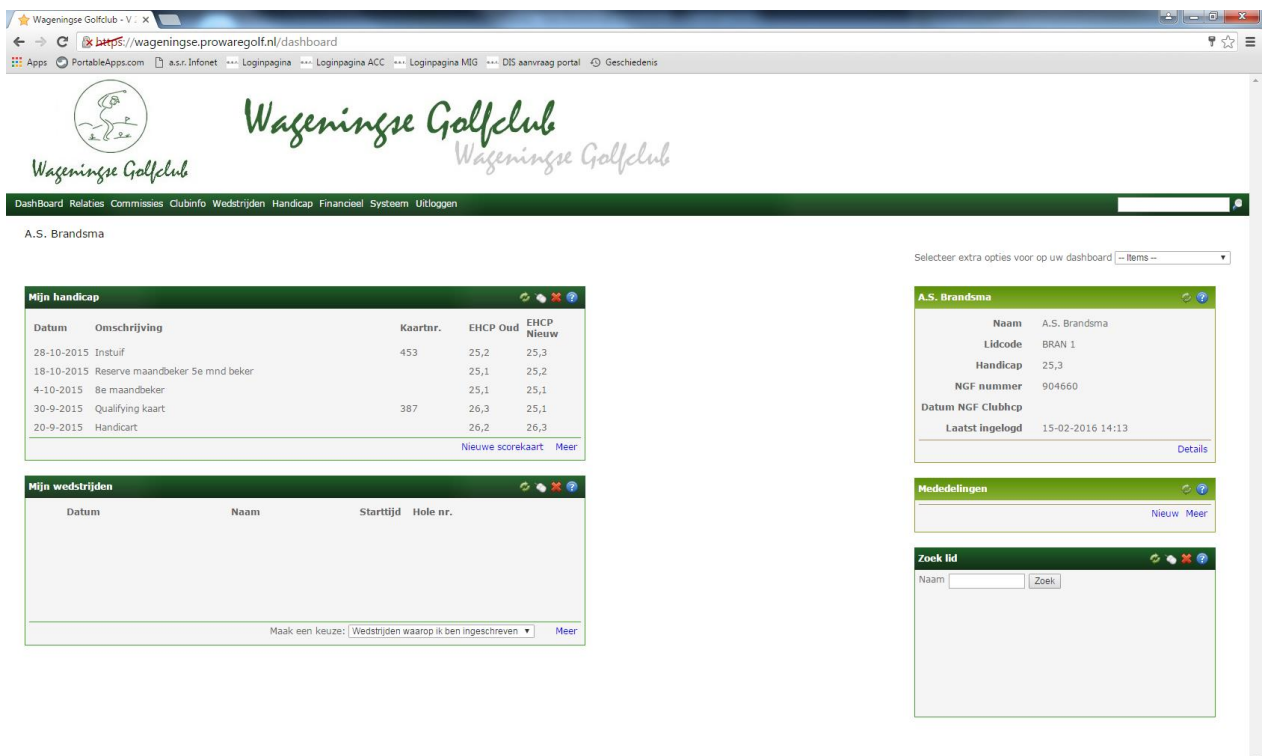 Wageningse Golfclub - V
https://wageningse.prowaregolf.nl/dashboard
Apps PortableApps.com a.s.r. Infonet Loginpagina Loginpagina ACC Loginpagina MIG DIS aanvraag portal Geschiedenis
Wageningse Golfclub
Wageningse Golfclub
Wageningse Golfclub
DashBoard Relaties Commissies Clubinfo Wedstrijden Handicap Financieel Systeem Uitloggen
A.S. Brandsma
Selecteer extra opties voor op uw dashboard -- Items --
Mijn handicap
Datum Omschrijving Kaartnr. EHCP Oud EHCP Nieuw
28-10-2015 Instuif 453 25,2 25,3
18-10-2015 Reserve maandbeker 5e mnd beker 25,1 25,2
4-10-2015 8e maandbeker 25,1 25,1
30-9-2015 Qualifying kaart 387 26,3 25,1
20-9-2015 Handicart 26,2 26,3
Nieuwe scorekaart Meer
Mijn wedstrijden
Datum Naam Starttijd Hole nr.
Maak een keuze: Wedstrijden waarop ik ben ingeschreven Meer
A.S. Brandsma
Naam A.S. Brandsma
Lidcode BRAN 1
Handicap 25,3
NGF nummer 904660
Datum NGF Clubhcp
Laatst ingelogd 15-02-2016 14:13
Details
Mededelingen
Nieuw Meer
Zoek lid
Naam Zoek